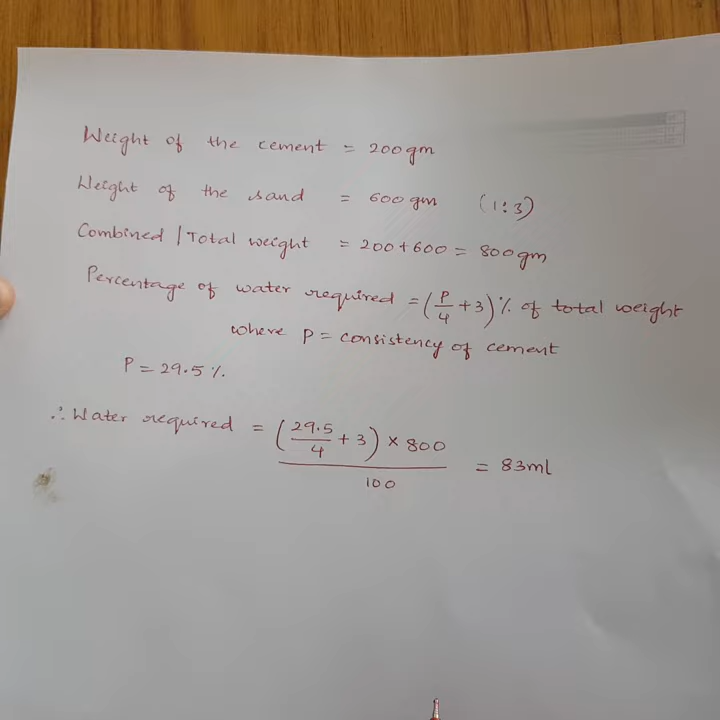 Weight of the cement = 200gm
Weight of the sand = 600gm (1:3)
Combined / Total weight = 200+600 = 800gm
Percentage of water required = (P/4 + 3) % of total weight
where P = consistency of cement
P = 29.5 %.
∴ Water required = (29.5/4 + 3) × 800 / 100 = 83ml